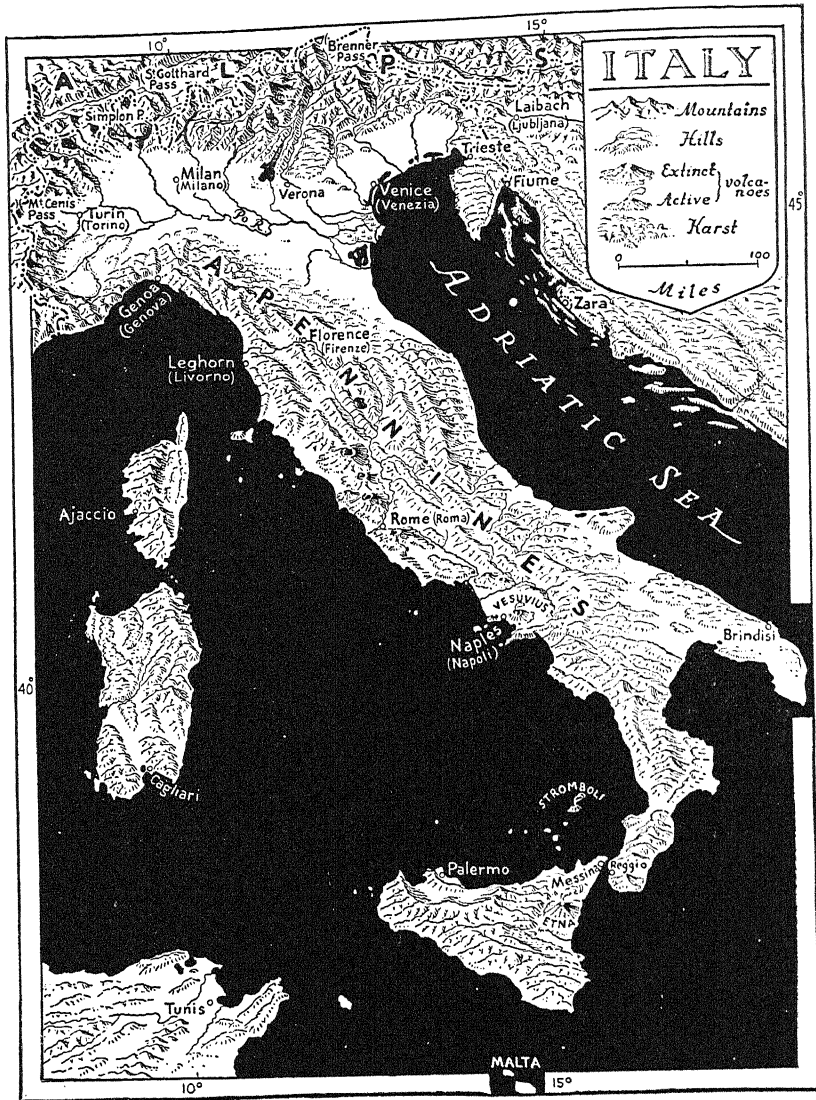 10°
15°
ITALY
Mountains
Hills
Extinct
Active
volca-
noes
Karst
0
100
Miles
A L P S
Brenner
Pass
St Gotthard
Pass
Simplon P.
Laibach
(Ljubljana)
Trieste
Milan
(Milano)
Verona
Venice
(Venezia)
Fiume
45°
Mt Cenis
Pass
Turin
(Torino)
Po R.
Genoa
(Genova)
APENNINES
Florence
(Firenze)
Zara
ADRIATIC SEA
Leghorn
(Livorno)
Ajaccio
Rome (Roma)
VESUVIUS
Naples
(Napoli)
Brindisi
40°
Cagliari
STROMBOLI
Palermo
Messina
Reggio
ETNA
Tunis
MALTA
10°
15°